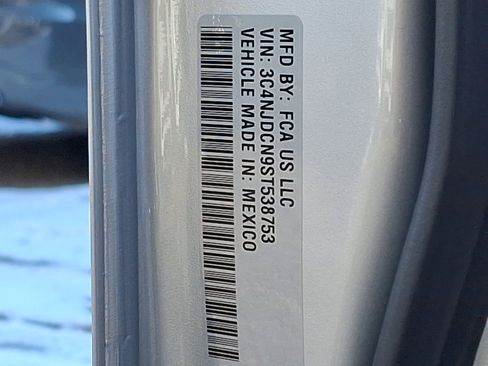 MFD BY: FCA US LLC
VIN: 3C4NJDCN9ST538753
VEHICLE MADE IN: MEXICO